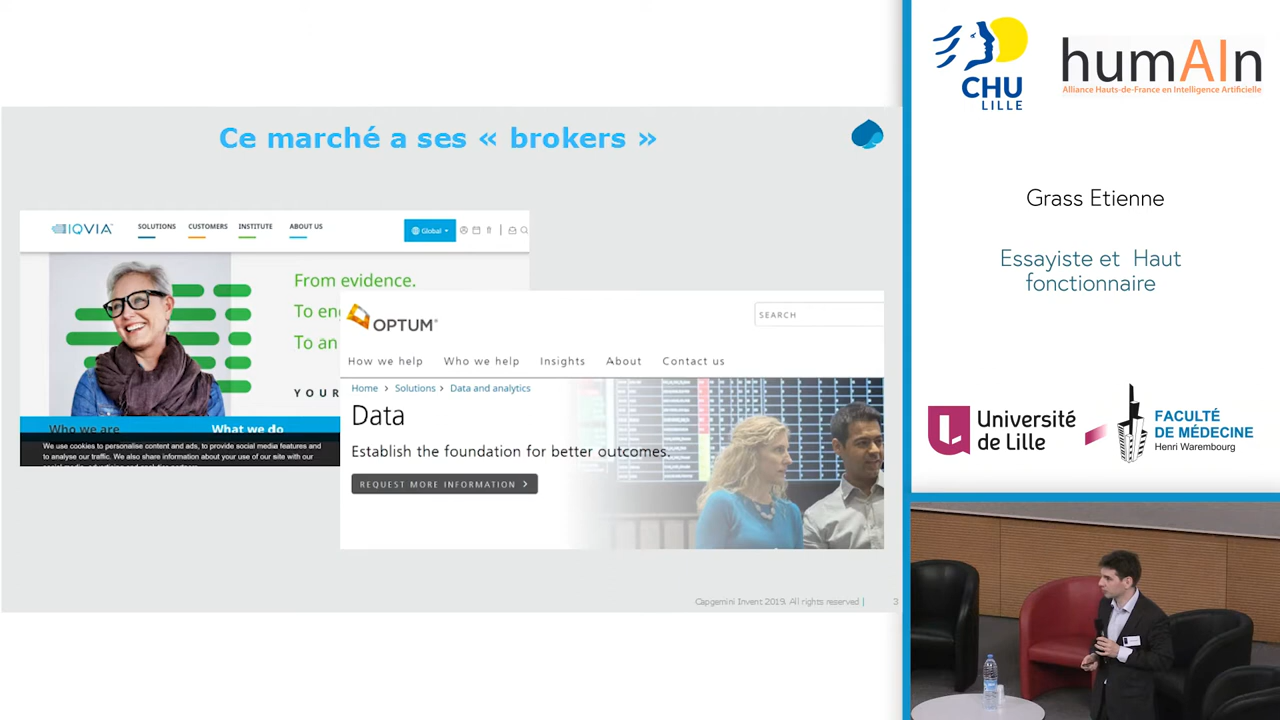 Ce marché a ses « brokers »
IQVIA
SOLUTIONS CUSTOMERS INSTITUTE ABOUT US
Global
From evidence.
To
To an
YOUR
Who we are What we do
We use cookies to personalise content and ads, to provide social media features and
to analyse our traffic. We also share information about your use of our site with our
OPTUM®
SEARCH
How we help Who we help Insights About Contact us
Home > Solutions > Data and analytics
Data
Establish the foundation for better outcomes.
REQUEST MORE INFORMATION >
Capgemini Invent 2019. All rights reserved | 3
CHU
LILLE
humAIn
Alliance Hauts-de-France en Intelligence Artificielle
Grass Etienne
Essayiste et Haut
fonctionnaire
Université
de Lille
FACULTÉ
DE MÉDECINE
Henri Warembourg